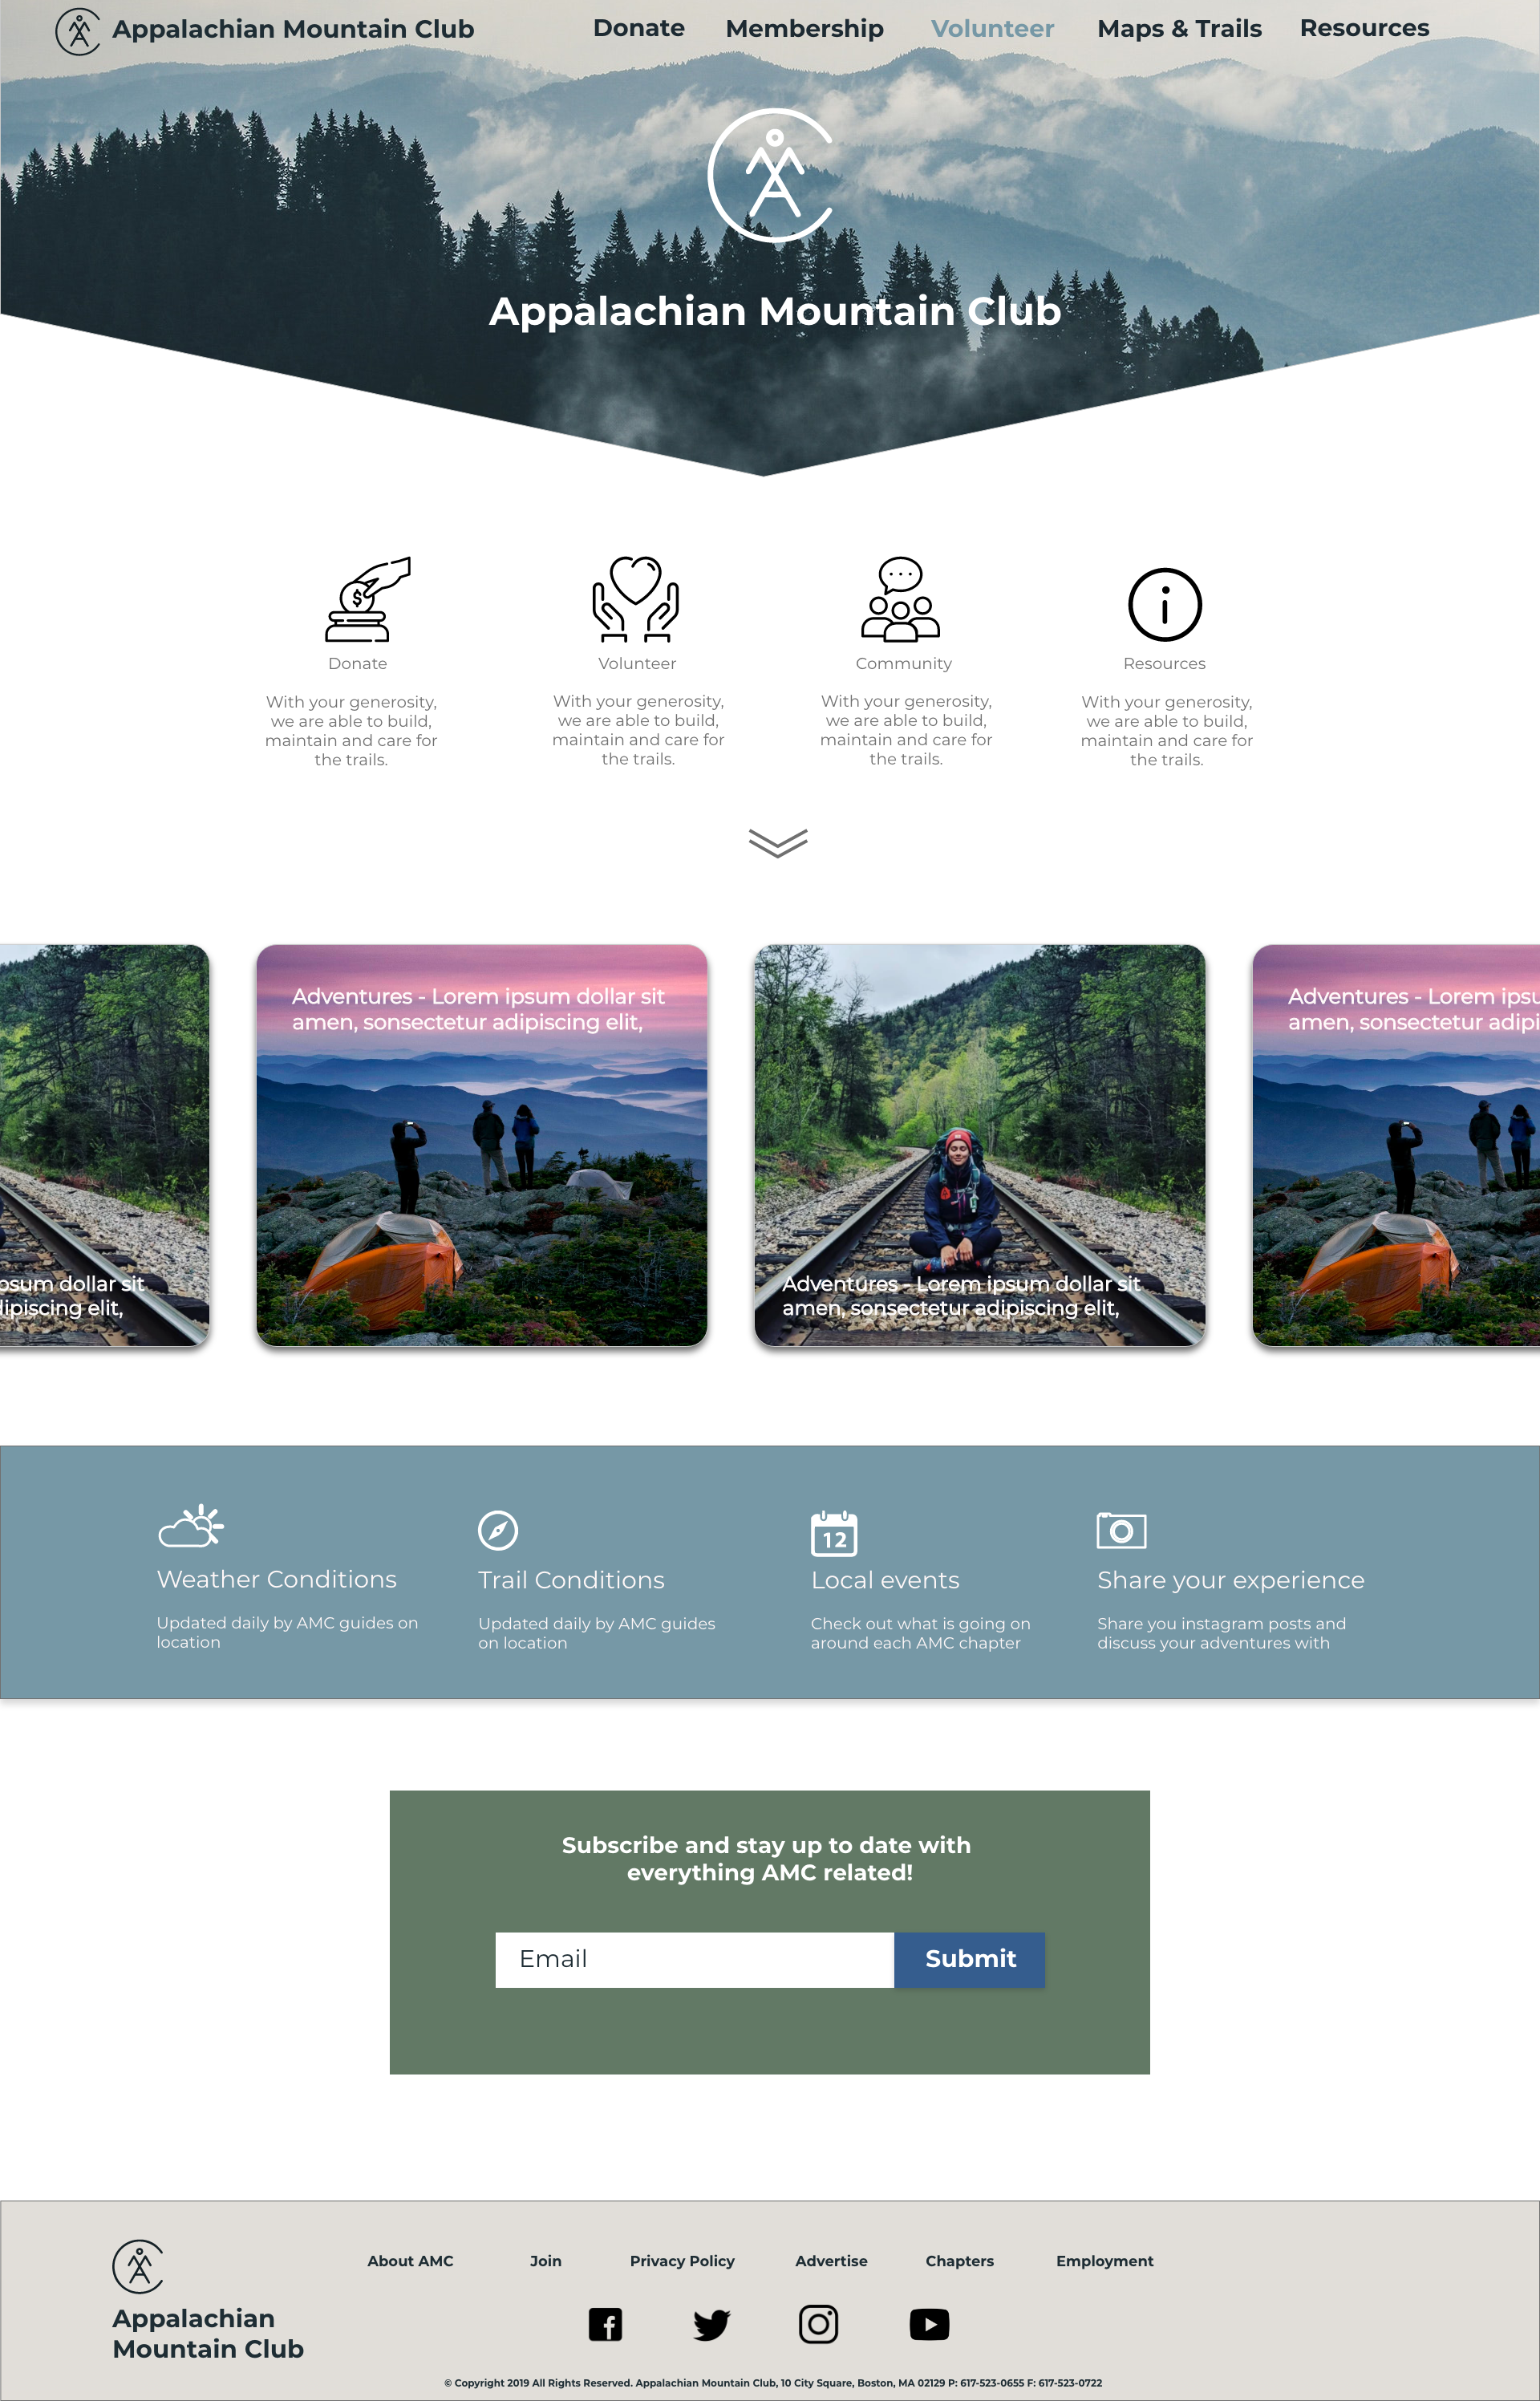 Appalachian Mountain Club
Donate
Membership
Volunteer
Maps & Trails
Resources
Appalachian Mountain Club
Donate
With your generosity,
we are able to build,
maintain and care for
the trails.
Volunteer
With your generosity,
we are able to build,
maintain and care for
the trails.
Community
With your generosity,
we are able to build,
maintain and care for
the trails.
Resources
With your generosity,
we are able to build,
maintain and care for
the trails.
dollar sit
elit,
Adventures - Lorem ipsum dollar sit
amen, sonsectetur adipiscing elit,
Adventures - Lorem ipsum dollar sit
amen, sonsectetur adipiscing elit,
Adventures - Lorem
amen, sonsectetur
12
Weather Conditions
Updated daily by AMC guides on
location
Trail Conditions
Updated daily by AMC guides
on location
Local events
Check out what is going on
around each AMC chapter
Share your experience
Share you instagram posts and
discuss your adventures with
Subscribe and stay up to date with
everything AMC related!
Email
Submit
Appalachian
Mountain Club
About AMC
Join
Privacy Policy
Advertise
Chapters
Employment
© Copyright 2019 All Rights Reserved. Appalachian Mountain Club, 10 City Square, Boston, MA 02129 P: 617-523-0655 F: 617-523-0722